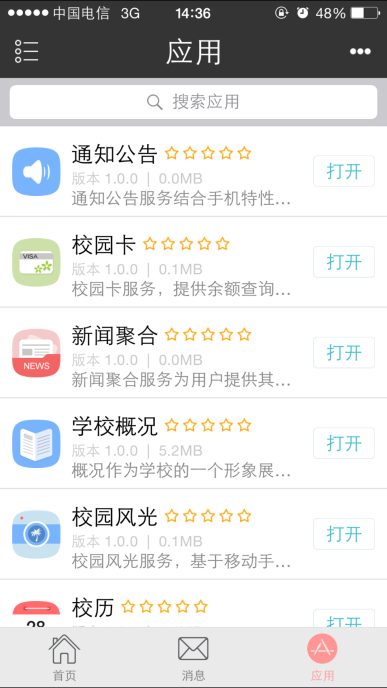 中国电信 3G 14:36 48%
应用
搜索应用
通知公告
版本 1.0.0 | 0.0MB
通知公告服务结合手机特性...
打开
VISA
校园卡
版本 1.0.0 | 0.1MB
校园卡服务，提供余额查询...
打开
NEWS
新闻聚合
版本 1.0.0 | 0.0MB
新闻聚合服务为用户提供其...
打开
学校概况
版本 1.0.0 | 5.2MB
概况作为学校的一个形象展...
打开
校园风光
版本 1.0.0 | 0.1MB
校园风光服务，基于移动手...
打开
校历
28
打开
首页 消息 应用